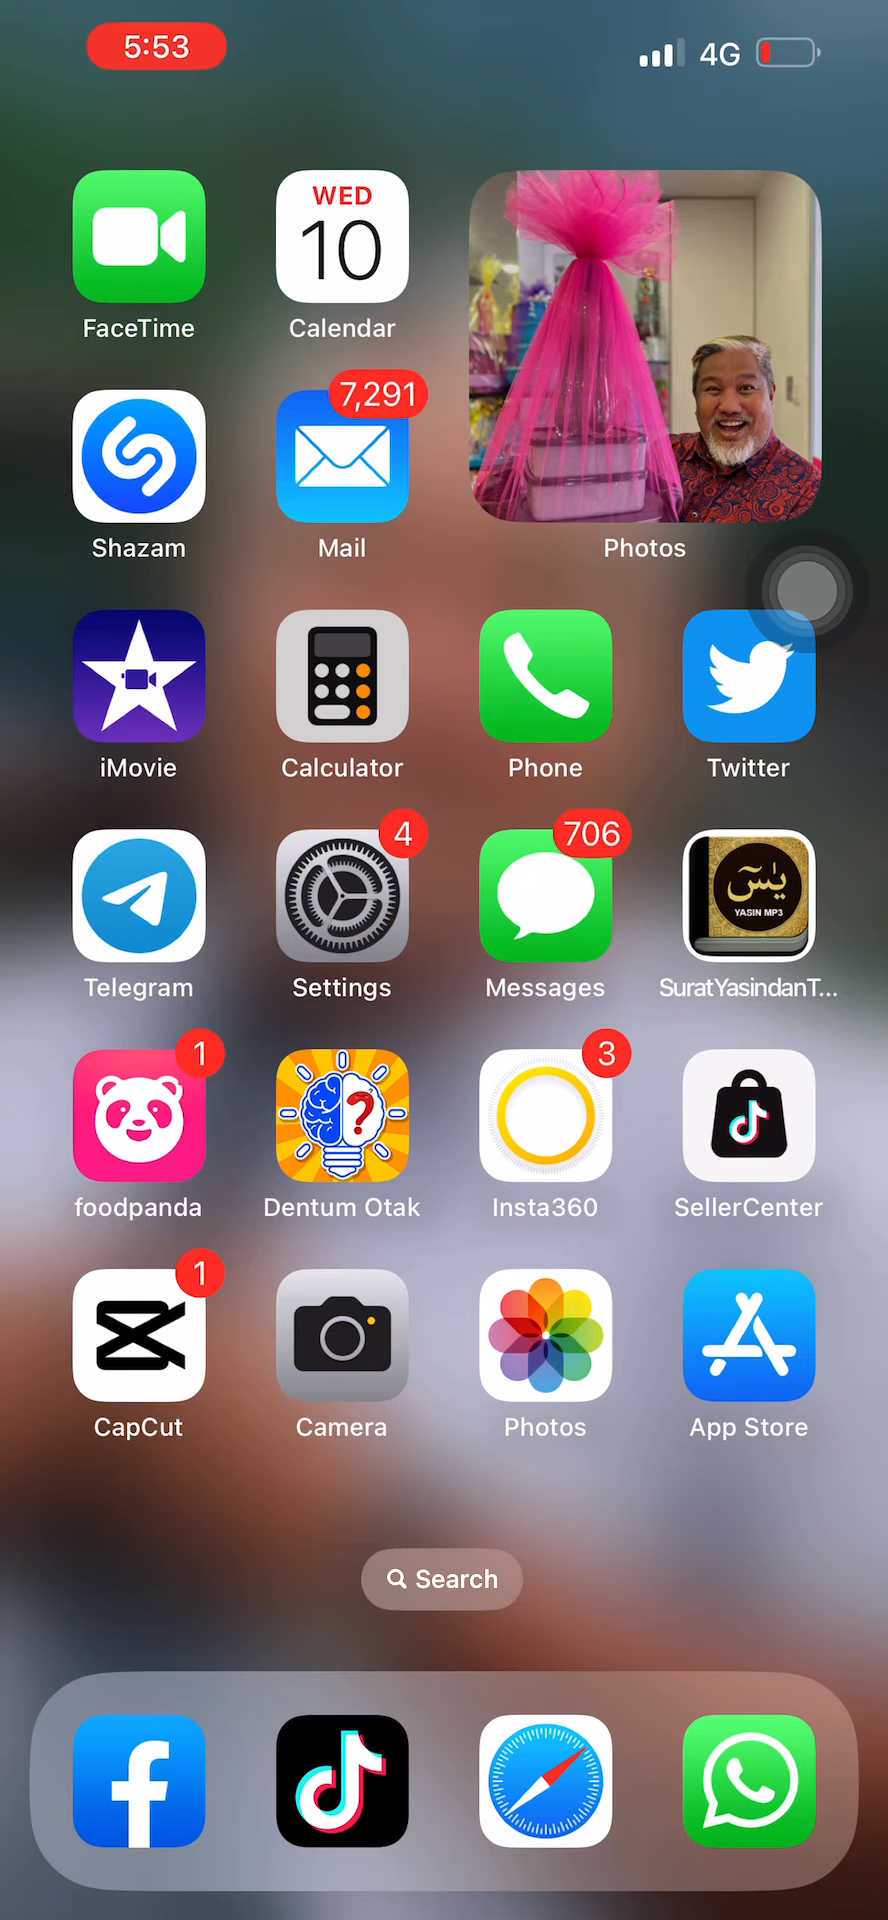 5:53
4G
WED
10
FaceTime
Calendar
7,291
Shazam
Mail
Photos
iMovie
Calculator
Phone
Twitter
4
706
يسٓ
YASIN MP3
Telegram
Settings
Messages
SuratYasindanT...
1
3
?
foodpanda
Dentum Otak
Insta360
SellerCenter
1
CapCut
Camera
Photos
App Store
Search